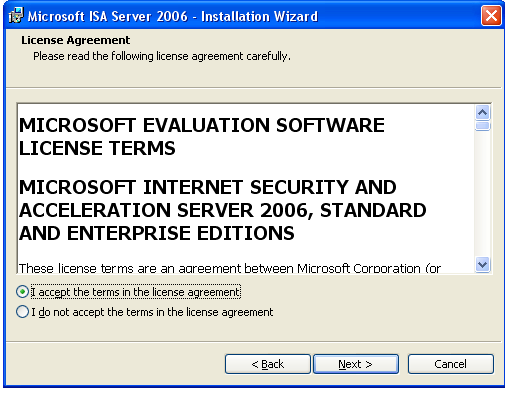 Microsoft ISA Server 2006 - Installation Wizard
License Agreement
Please read the following license agreement carefully.
MICROSOFT EVALUATION SOFTWARE
LICENSE TERMS
MICROSOFT INTERNET SECURITY AND
ACCELERATION SERVER 2006, STANDARD
AND ENTERPRISE EDITIONS
These license terms are an agreement between Microsoft Corporation (or
I accept the terms in the license agreement
I do not accept the terms in the license agreement
< Back Next > Cancel